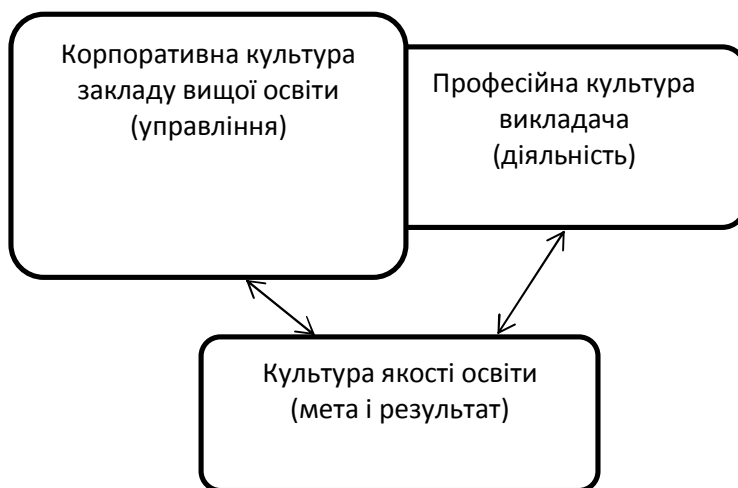 Корпоративна культура
закладу вищої освіти
(управління)
Професійна культура
викладача
(діяльність)
Культура якості освіти
(мета і результат)